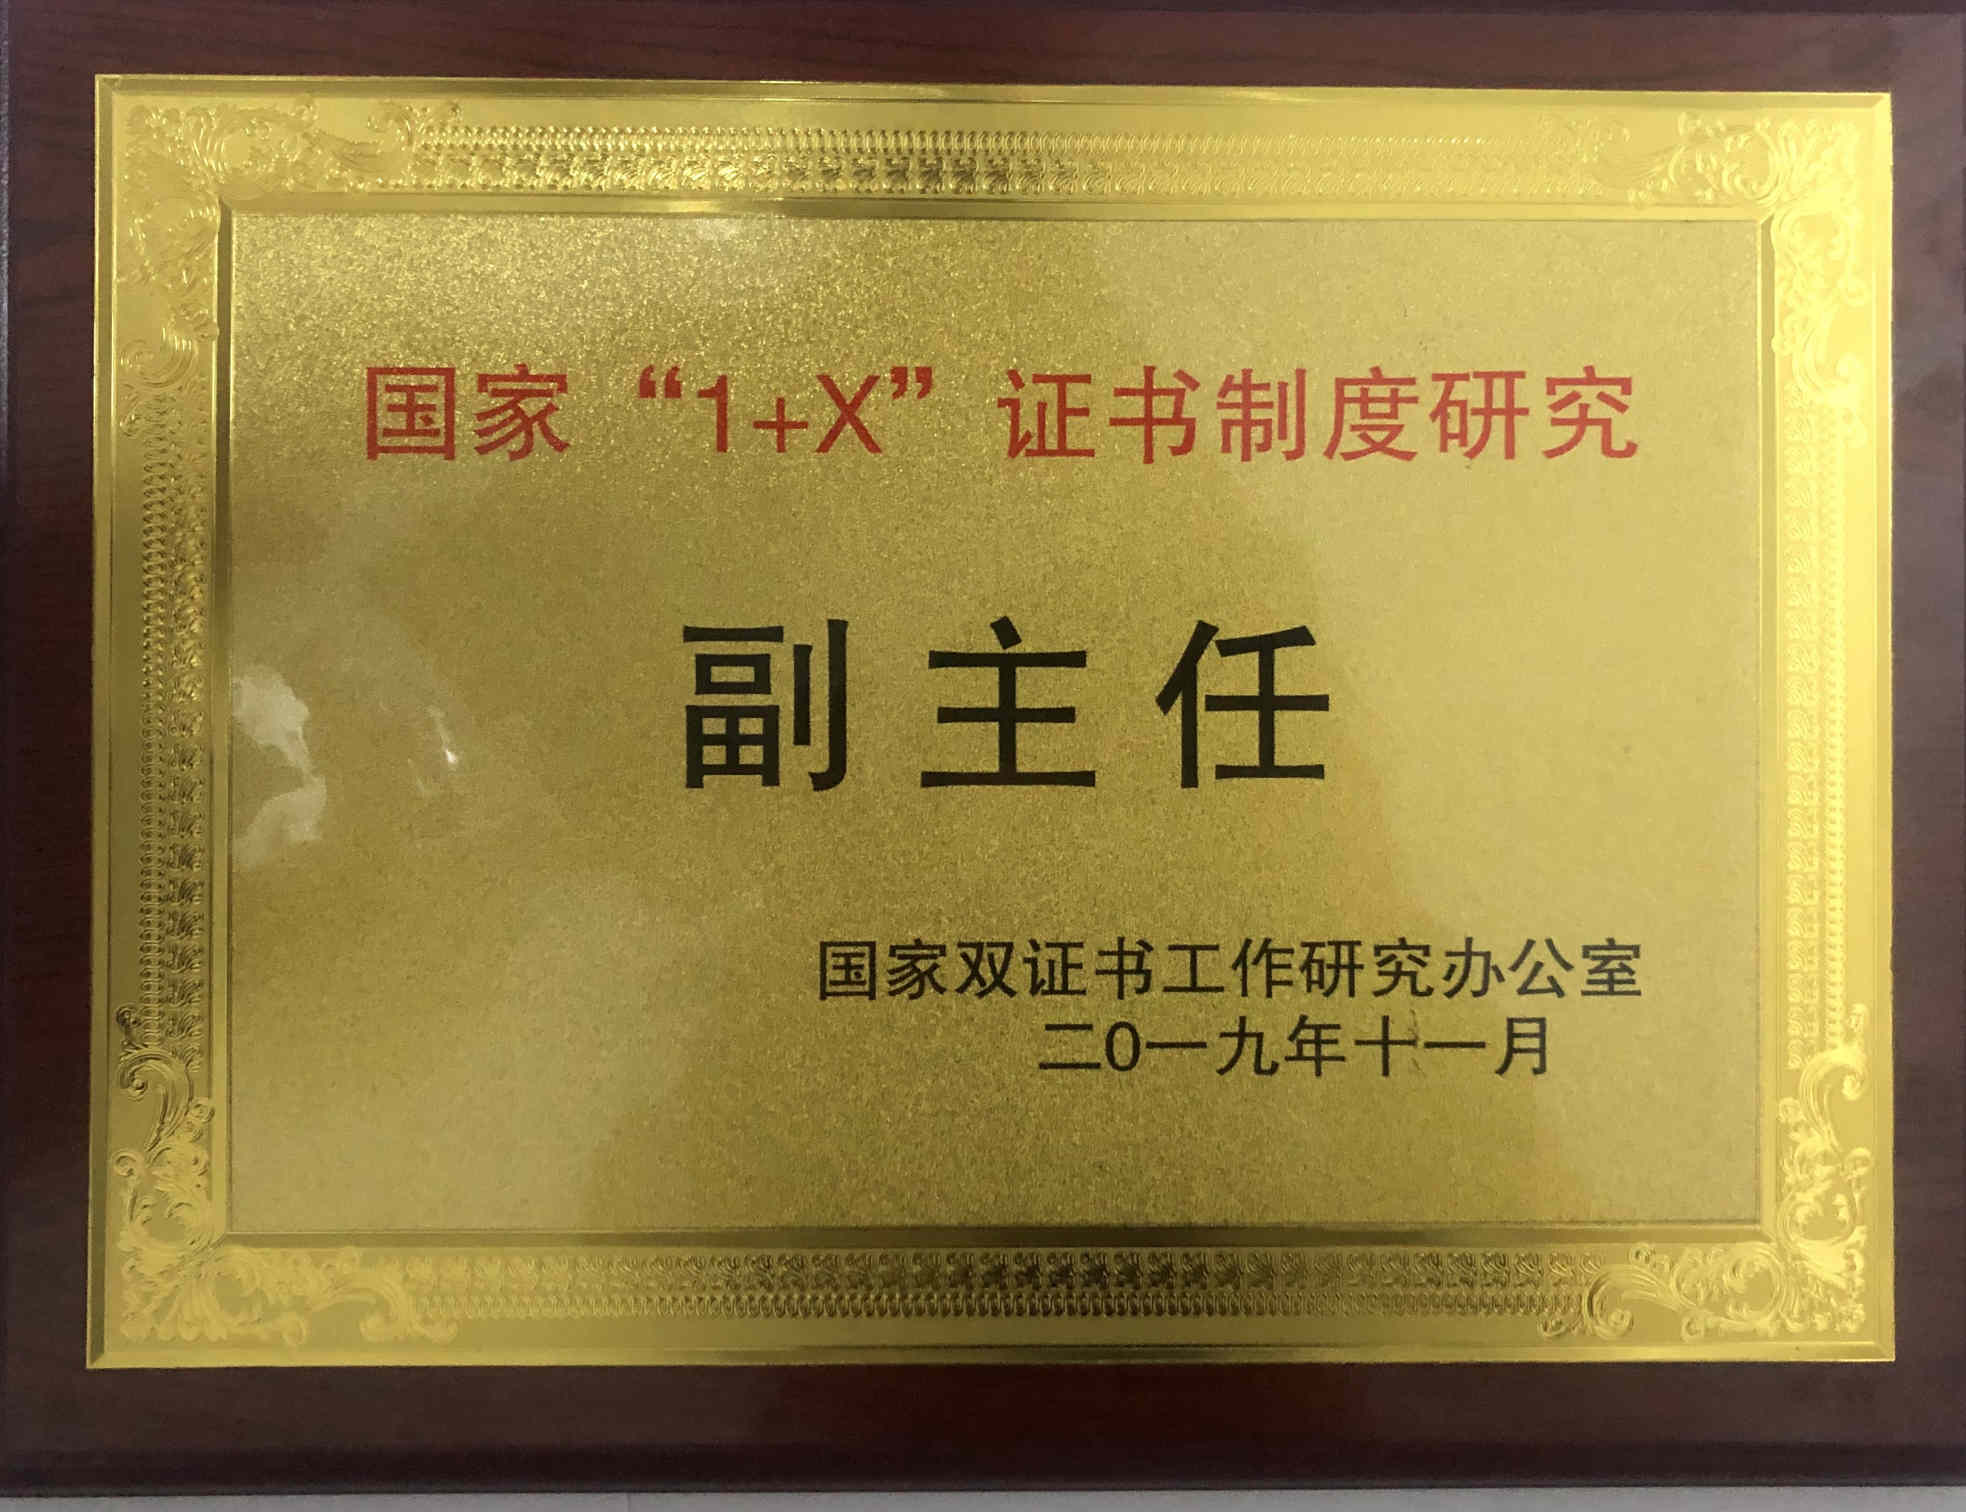 国家“1+X”证书制度研究
副主任
国家双证书工作研究办公室
二0一九年十一月